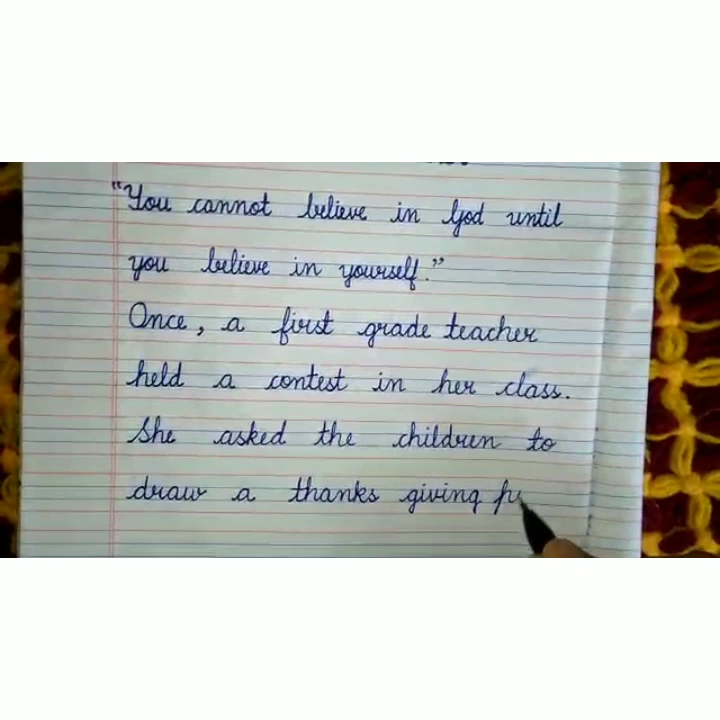 "You cannot believe in God until
you believe in yourself."
Once, a first grade teacher
held a contest in her class.
She asked the children to
draw a thanks giving